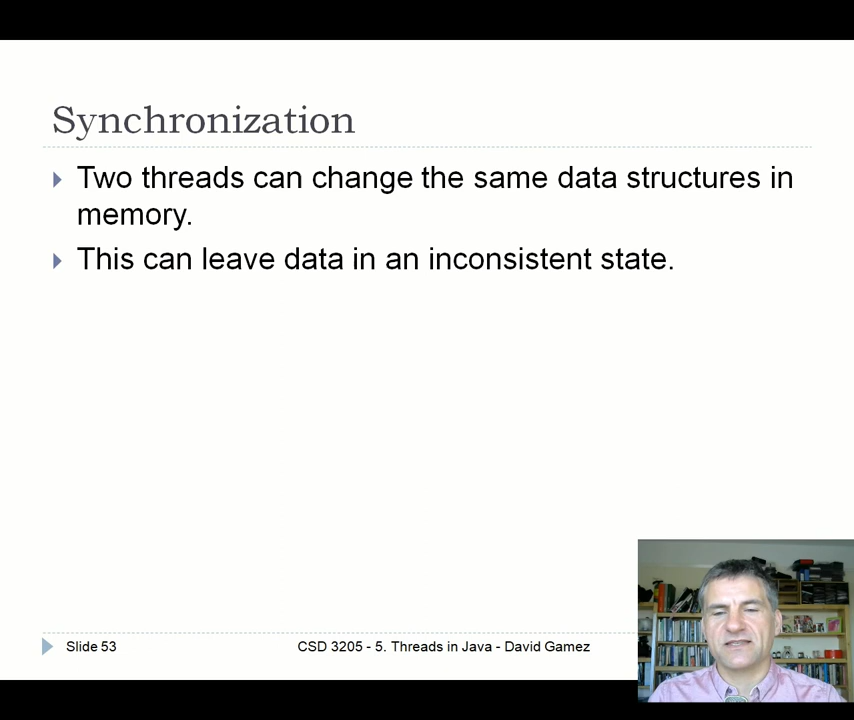 Synchronization
Two threads can change the same data structures in
memory.
This can leave data in an inconsistent state.
Slide 53
CSD 3205 - 5. Threads in Java - David Gamez